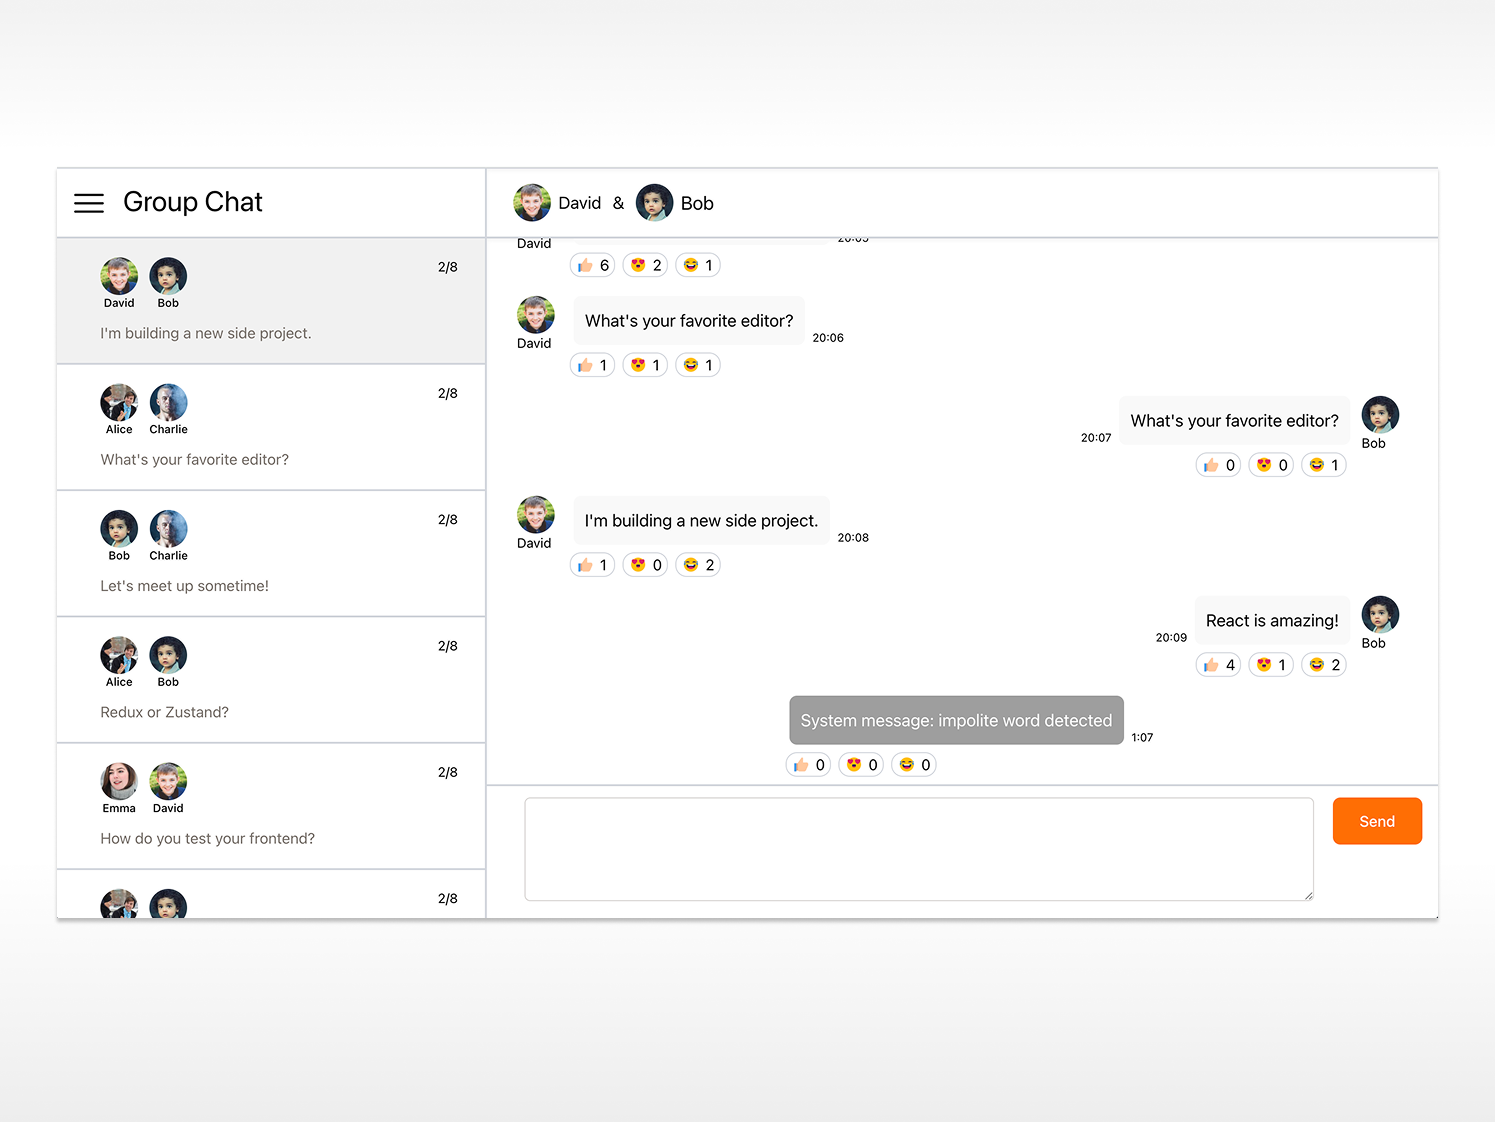 Group Chat
David Bob
2/8
I'm building a new side project.
Alice Charlie
2/8
What's your favorite editor?
Bob Charlie
2/8
Let's meet up sometime!
Alice Bob
2/8
Redux or Zustand?
Emma David
2/8
How do you test your frontend?
2/8
David & Bob
20:05
David
6 2 1
What's your favorite editor?
20:06
David
1 1 1
What's your favorite editor?
20:07
Bob
0 0 1
I'm building a new side project.
20:08
David
1 0 2
React is amazing!
20:09
Bob
4 1 2
System message: impolite word detected
1:07
0 0 0
Send